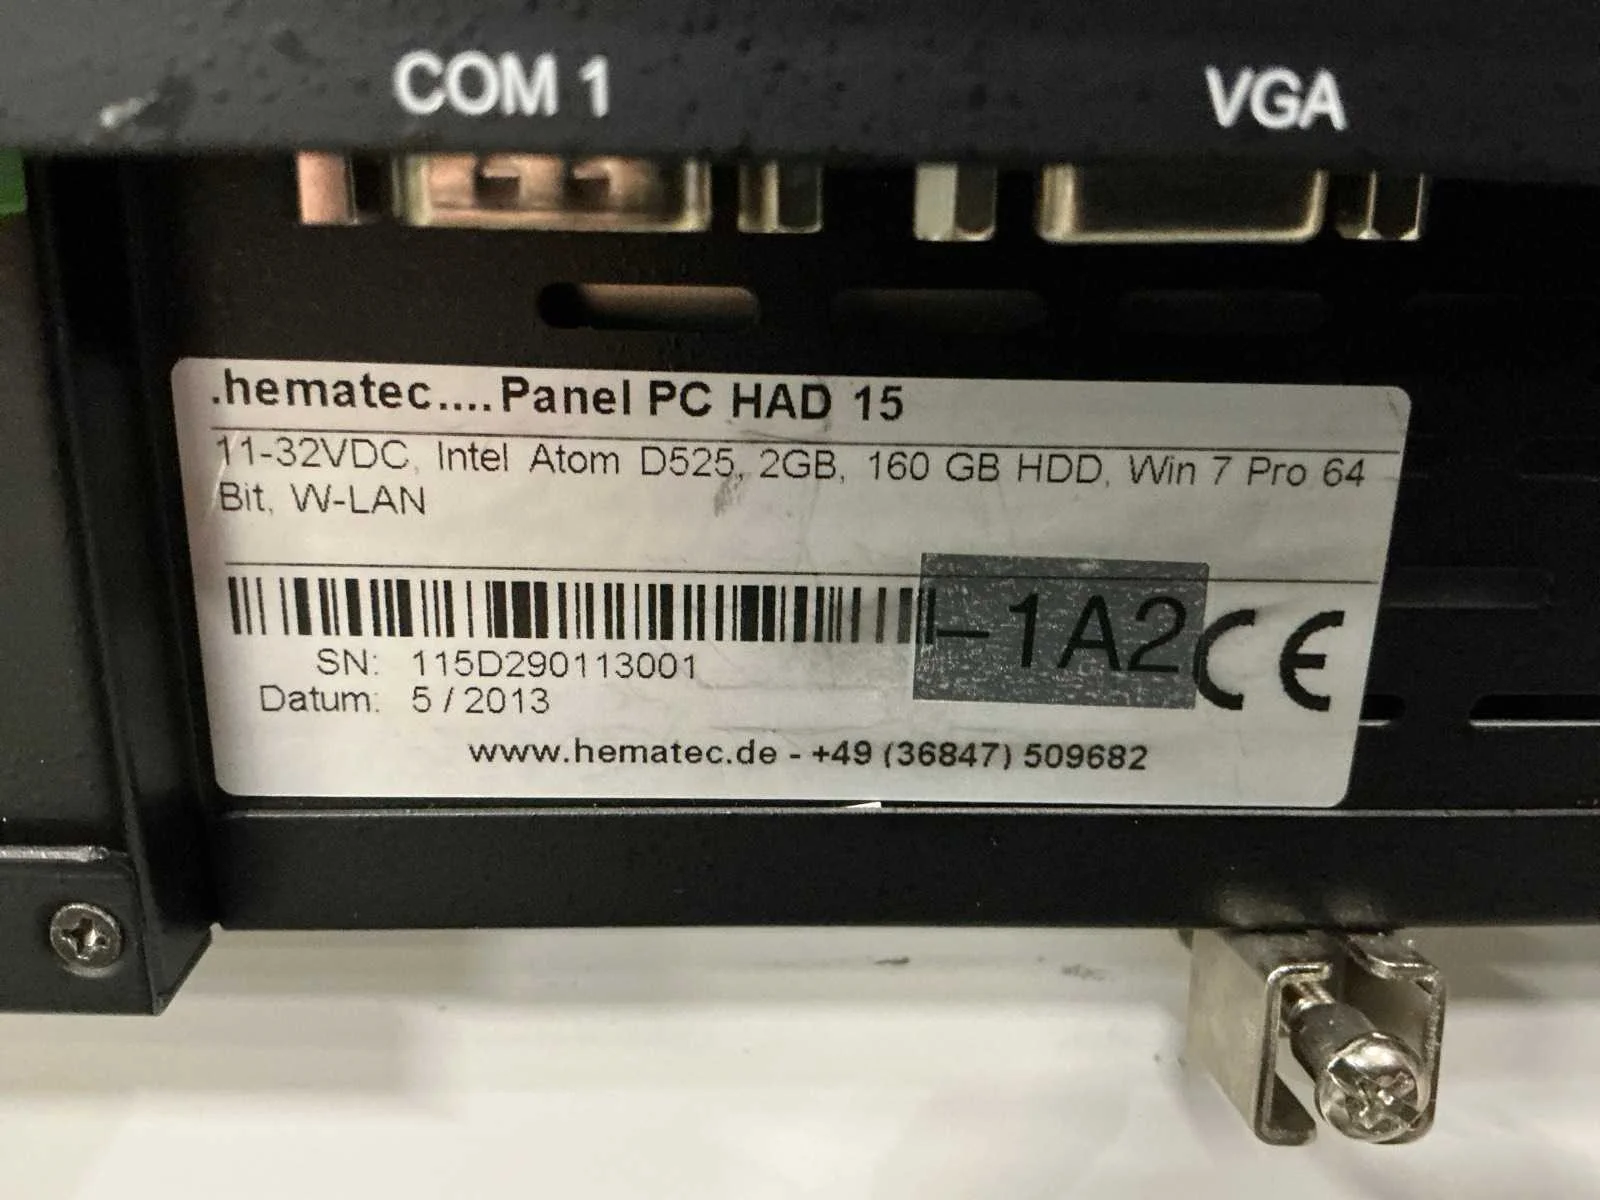 COM 1
VGA
.hematec....Panel PC HAD 15
11-32VDC, Intel Atom D525, 2GB, 160 GB HDD, Win 7 Pro 64
Bit, W-LAN
-1A2
CE
SN: 115D290113001
Datum: 5 / 2013
www.hematec.de - +49 (36847) 509682